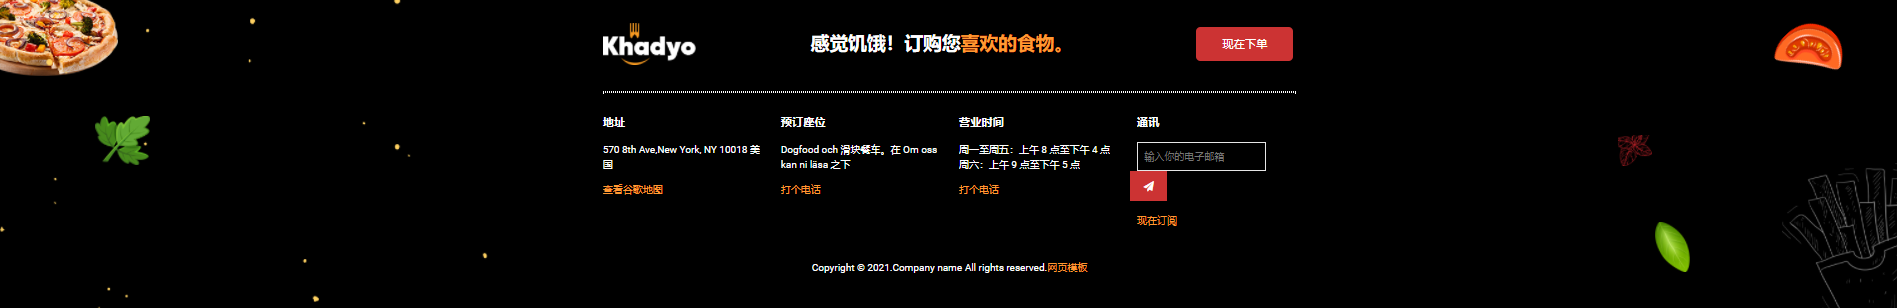 Khadyo
感觉饥饿！订购您喜欢的食物。
现在下单
地址
570 8th Ave,New York, NY 10018 美
国
查看谷歌地图
预订座位
Dogfood och 滑块餐车。在 Om oss
kan ni läsa 之下
打个电话
营业时间
周一至周五：上午 8 点至下午 4 点
周六：上午 9 点至下午 5 点
打个电话
通讯
输入你的电子邮箱
现在订阅
Copyright © 2021.Company name All rights reserved.网页模板